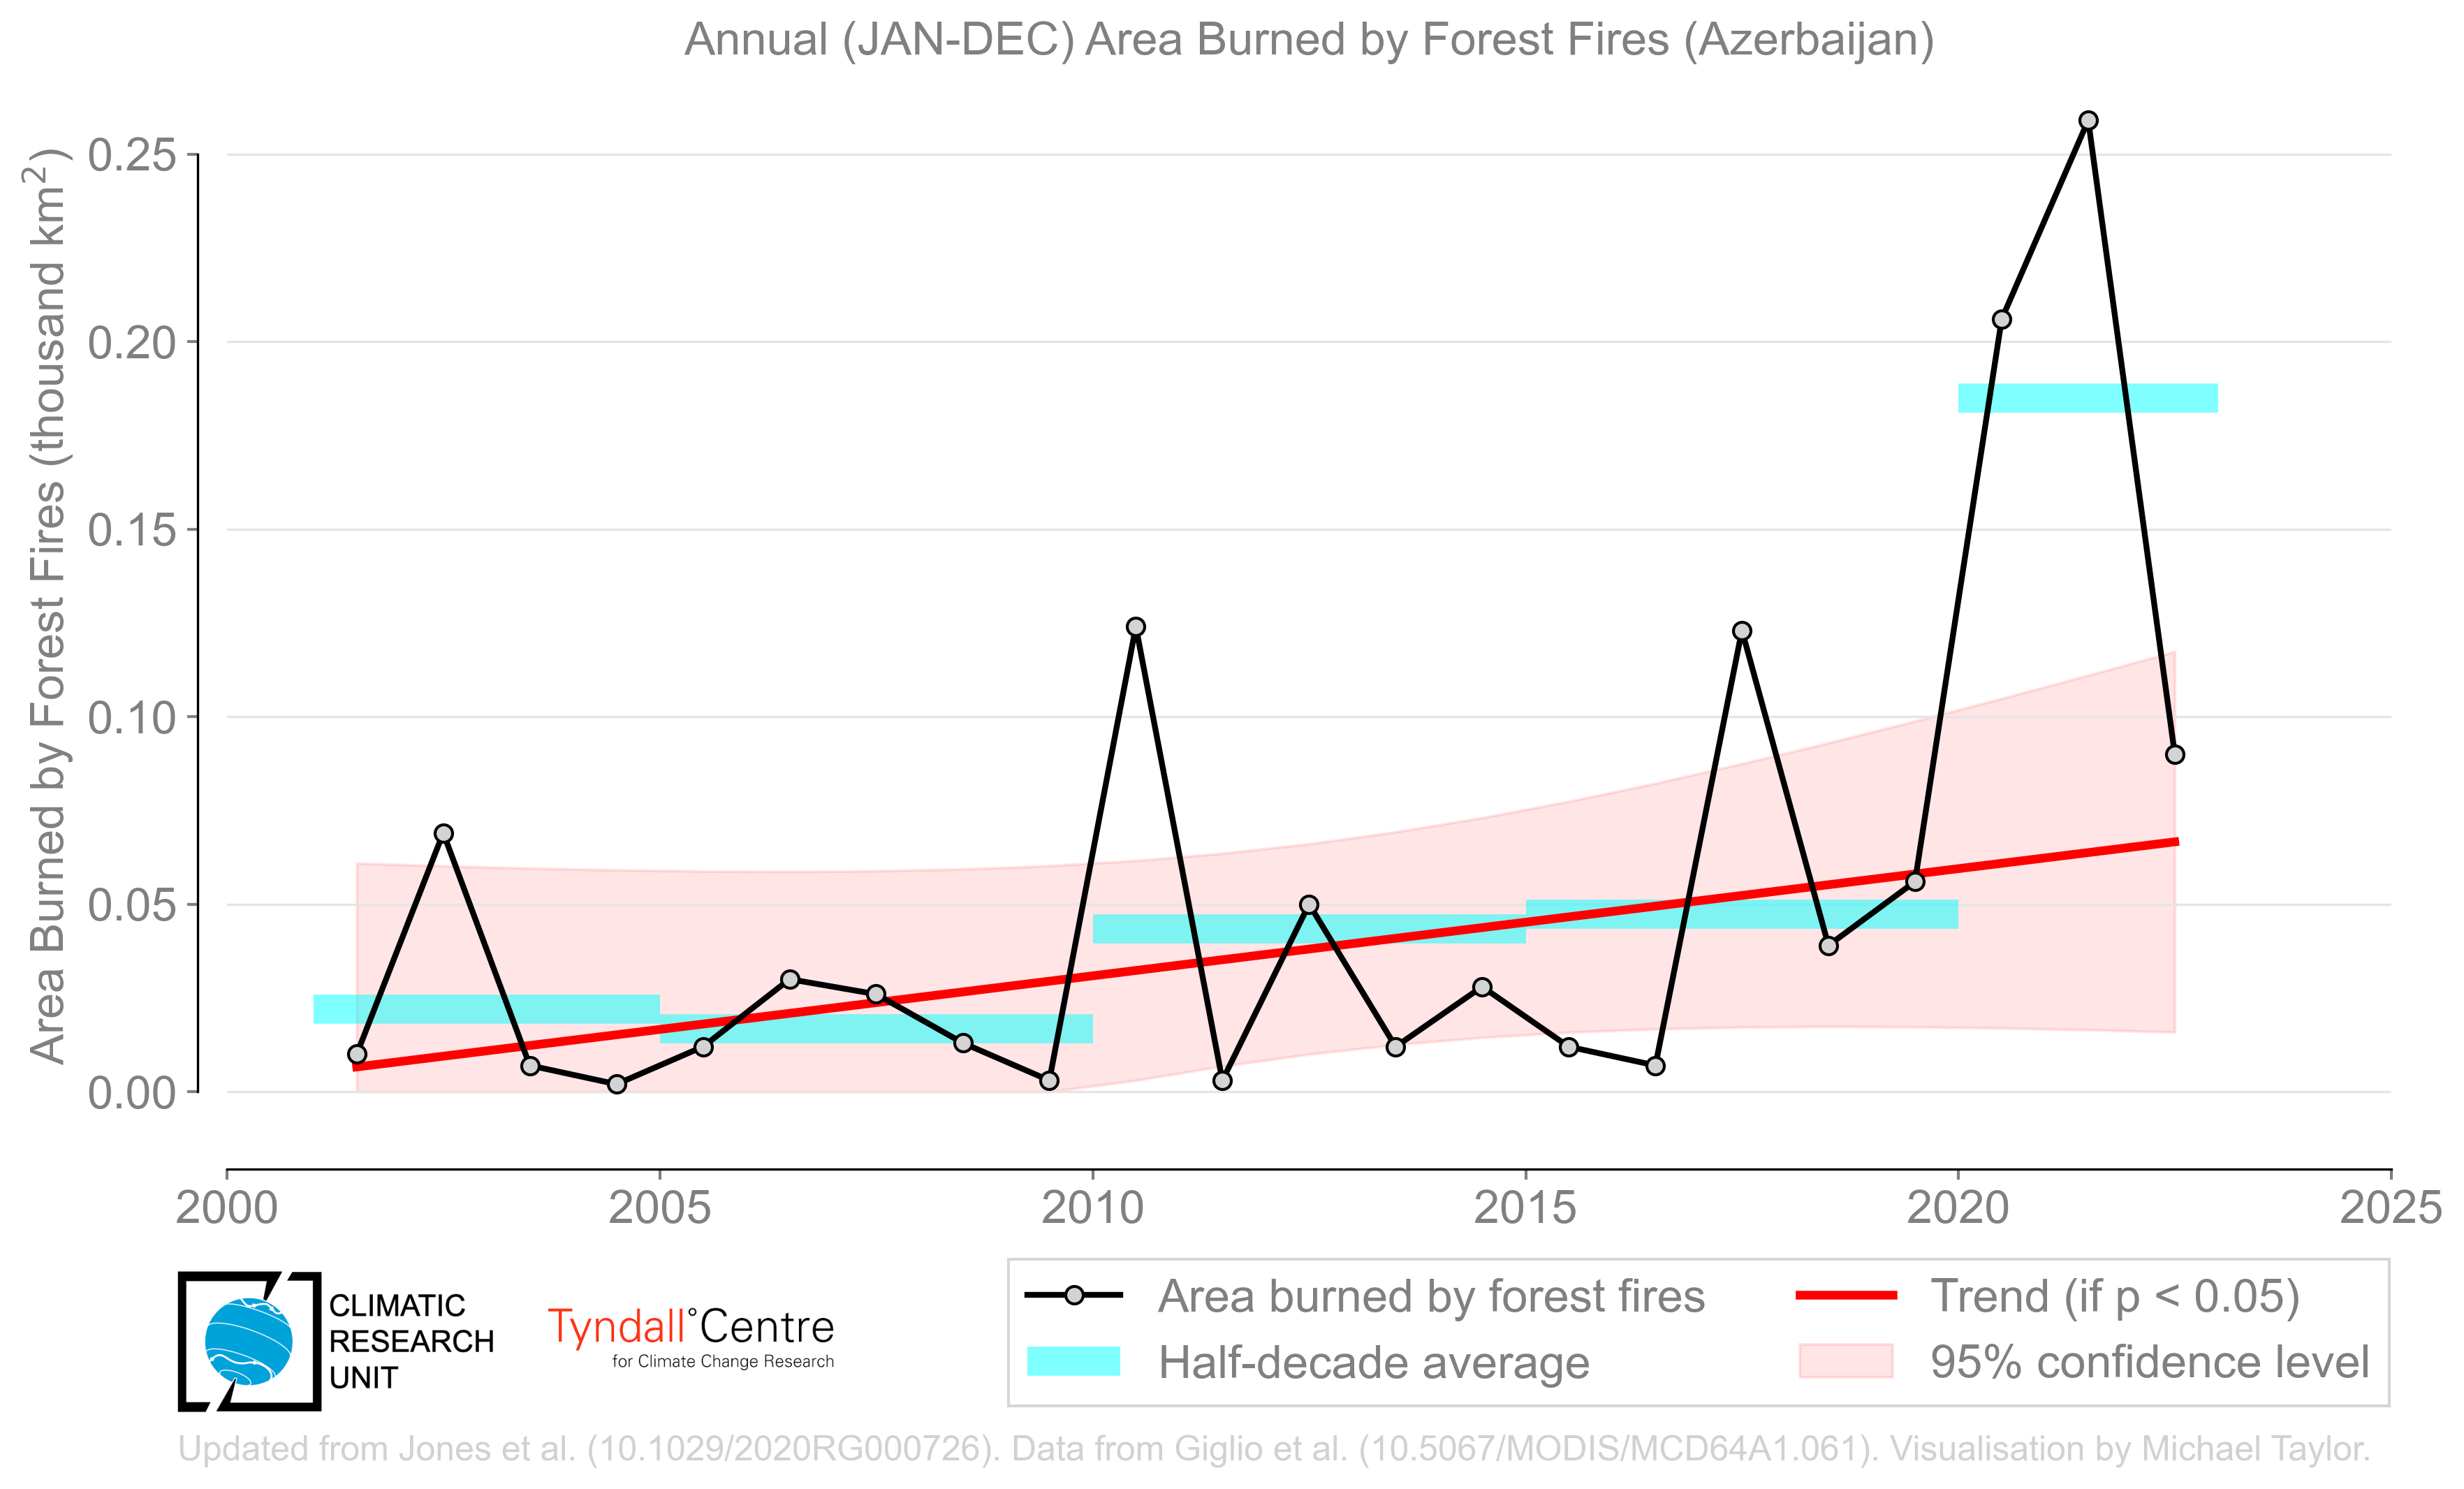 Annual (JAN-DEC) Area Burned by Forest Fires (Azerbaijan)
Area Burned by Forest Fires (thousand km²)
0.25
0.20
0.15
0.10
0.05
0.00
2000 2005 2010 2015 2020 2025
CLIMATIC
RESEARCH
UNIT
Tyndall°Centre
for Climate Change Research
Area burned by forest fires
Half-decade average
Trend (if p < 0.05)
95% confidence level
Updated from Jones et al. (10.1029/2020RG000726). Data from Giglio et al. (10.5067/MODIS/MCD64A1.061). Visualisation by Michael Taylor.